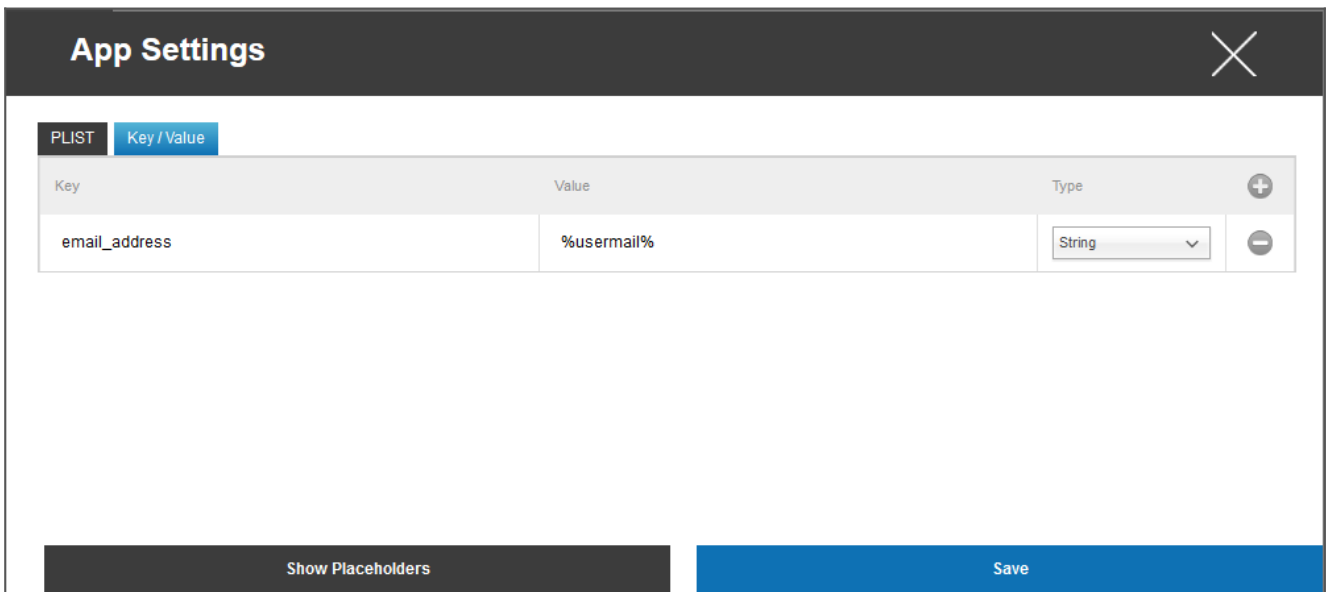 App Settings
PLIST Key / Value
Key Value Type
email_address %usermail% String
Show Placeholders Save